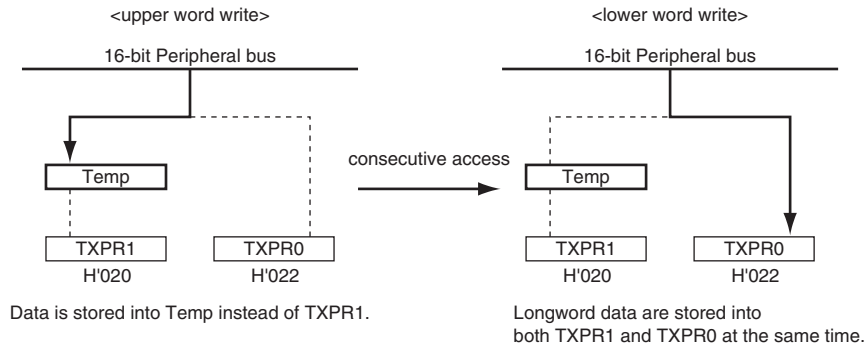 <upper word write>
16-bit Peripheral bus
Temp
TXPR1
TXPR0
H'020
H'022
Data is stored into Temp instead of TXPR1.
consecutive access
<lower word write>
16-bit Peripheral bus
Temp
TXPR1
TXPR0
H'020
H'022
Longword data are stored into
both TXPR1 and TXPR0 at the same time.